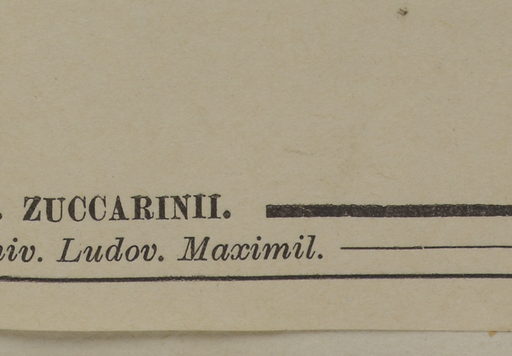 . ZUCCARINII.
niv. Ludov. Maximil.